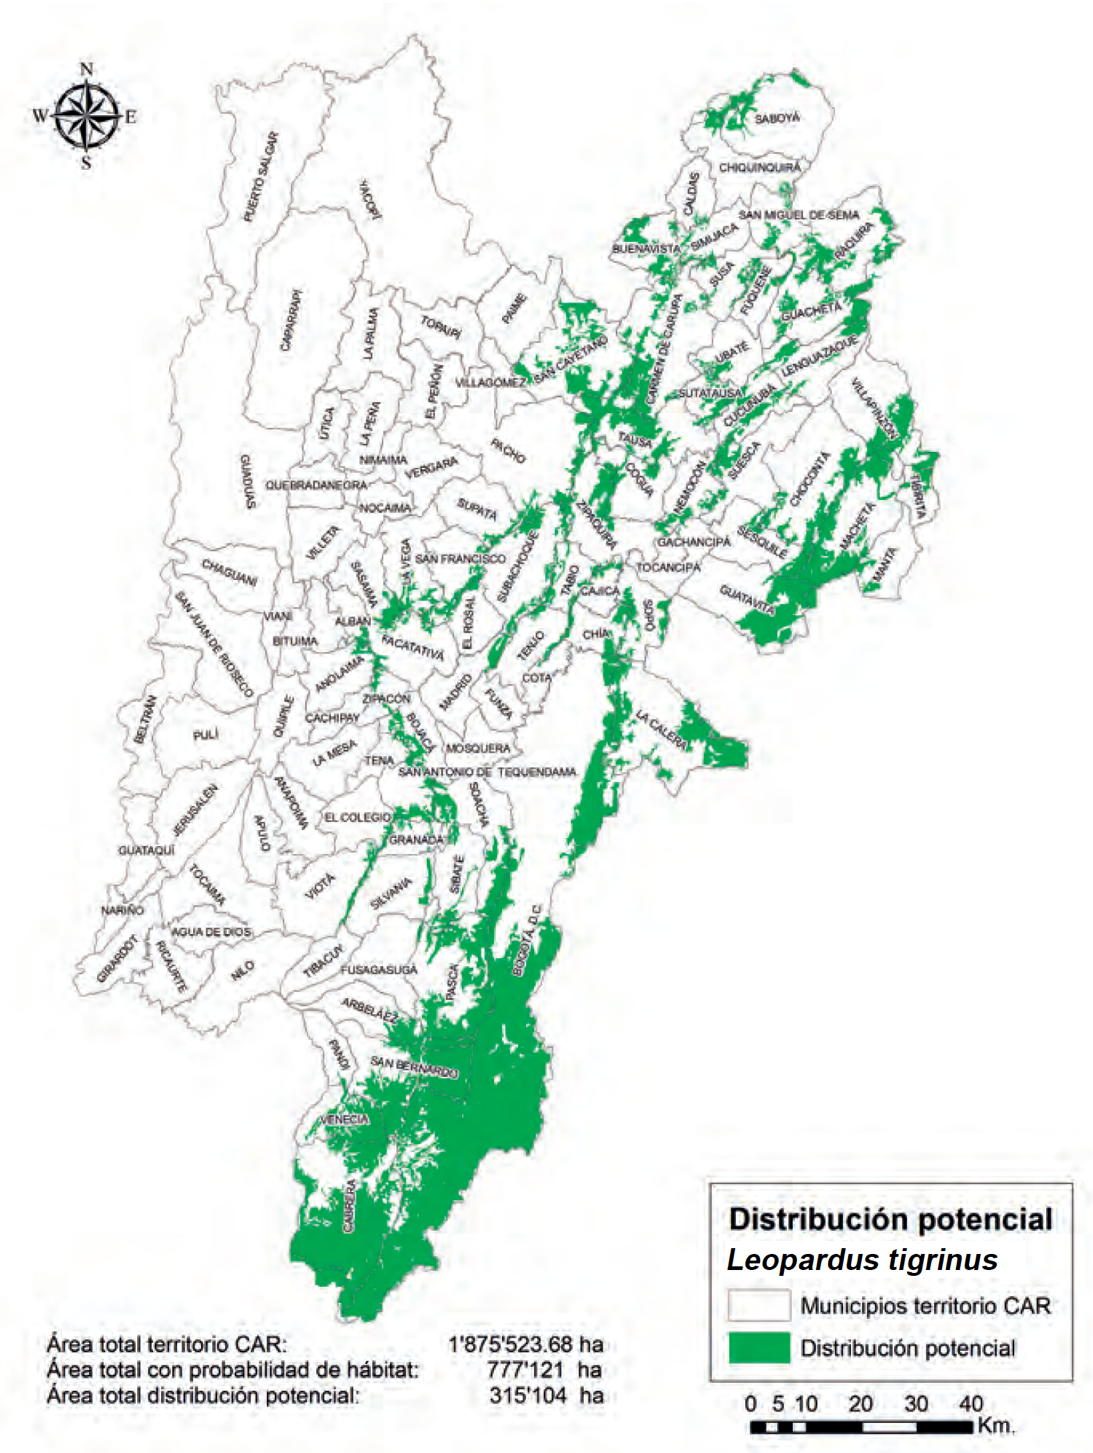 N
W E
S
SABOYÁ
CHIQUINQUIRÁ
PUERTO SALGAR
YACOPÍ
CALDAS
SAN MIGUEL DE SEMA
BUENAVISTA
SIMIJACA
RÁQUIRA
SUSA
FÚQUENE
CAPARRAPÍ
LA PALMA
TOPAIPÍ
PAIME
GUACHETÁ
CARMEN DE CARUPA
SAN CAYETANO
UBATÉ
LENGUAZAQUE
EL PEÑÓN
VILLAGÓMEZ
SUTATAUSA
CUCUNUBÁ
VILLAPINZÓN
ÚTICA
LA PEÑA
TAUSA
PACHO
NIMAIMA
VERGARA
COGUA
NEMOCÓN
SUESCA
CHOCONTÁ
TIBIRITA
GUADUAS
QUEBRADANEGRA
NOCAIMA
SUPATÁ
ZIPAQUIRÁ
VILLETA
LA VEGA
SAN FRANCISCO
SUBACHOQUE
GACHANCIPÁ
SESQUILÉ
MACHETÁ
MANTA
CHAGUANÍ
SASAIMA
TABIO
CAJICÁ
TOCANCIPÁ
GUATAVITA
SAN JUAN DE RIOSECO
VIANÍ
ALBÁN
EL ROSAL
SOPÓ
BITUIMA
FACATATIVÁ
TENJO
CHÍA
ANOLAIMA
COTA
BELTRÁN
QUIPILE
ZIPACÓN
MADRID
FUNZA
PULÍ
CACHIPAY
BOJACÁ
LA CALERA
LA MESA
TENA
MOSQUERA
SAN ANTONIO DE TEQUENDAMA
JERUSALÉN
ANAPOIMA
SOACHA
APULO
EL COLEGIO
GUATAQUÍ
GRANADA
TOCAIMA
VIOTÁ
SILVANIA
SIBATÉ
NARIÑO
AGUA DE DIOS
BOGOTÁ, D.C.
GIRARDOT
RICAURTE
NILO
TIBACUY
FUSAGASUGÁ
PASCA
ARBELÁEZ
PANDI
SAN BERNARDO
VENECIA
CABRERA
Distribución potencial
Leopardus tigrinus
Municipios territorio CAR
Distribución potencial
Área total territorio CAR: 1'875'523.68 ha
Área total con probabilidad de hábitat: 777'121 ha
Área total distribución potencial: 315'104 ha
0 5 10 20 30 40
Km.